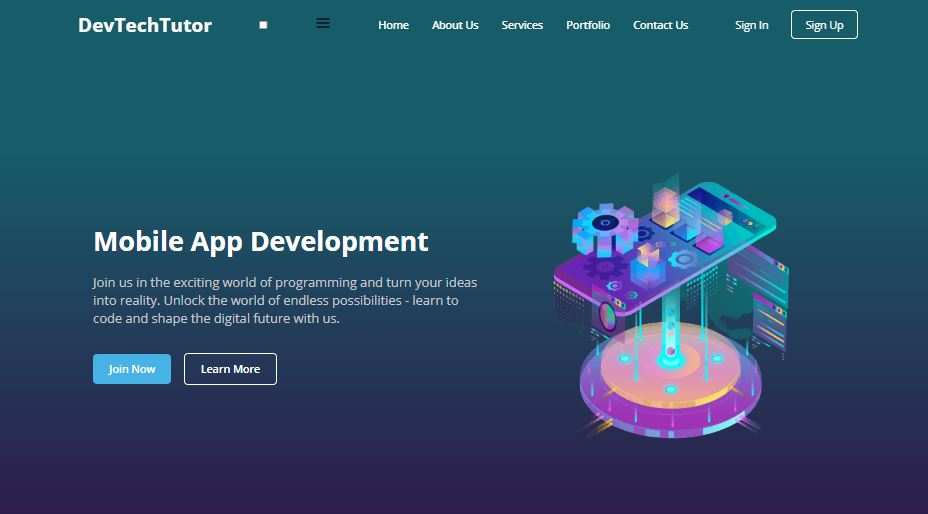 DevTechTutor
Home About Us Services Portfolio Contact Us Sign In Sign Up
Mobile App Development
Join us in the exciting world of programming and turn your ideas
into reality. Unlock the world of endless possibilities - learn to
code and shape the digital future with us.
Join Now Learn More